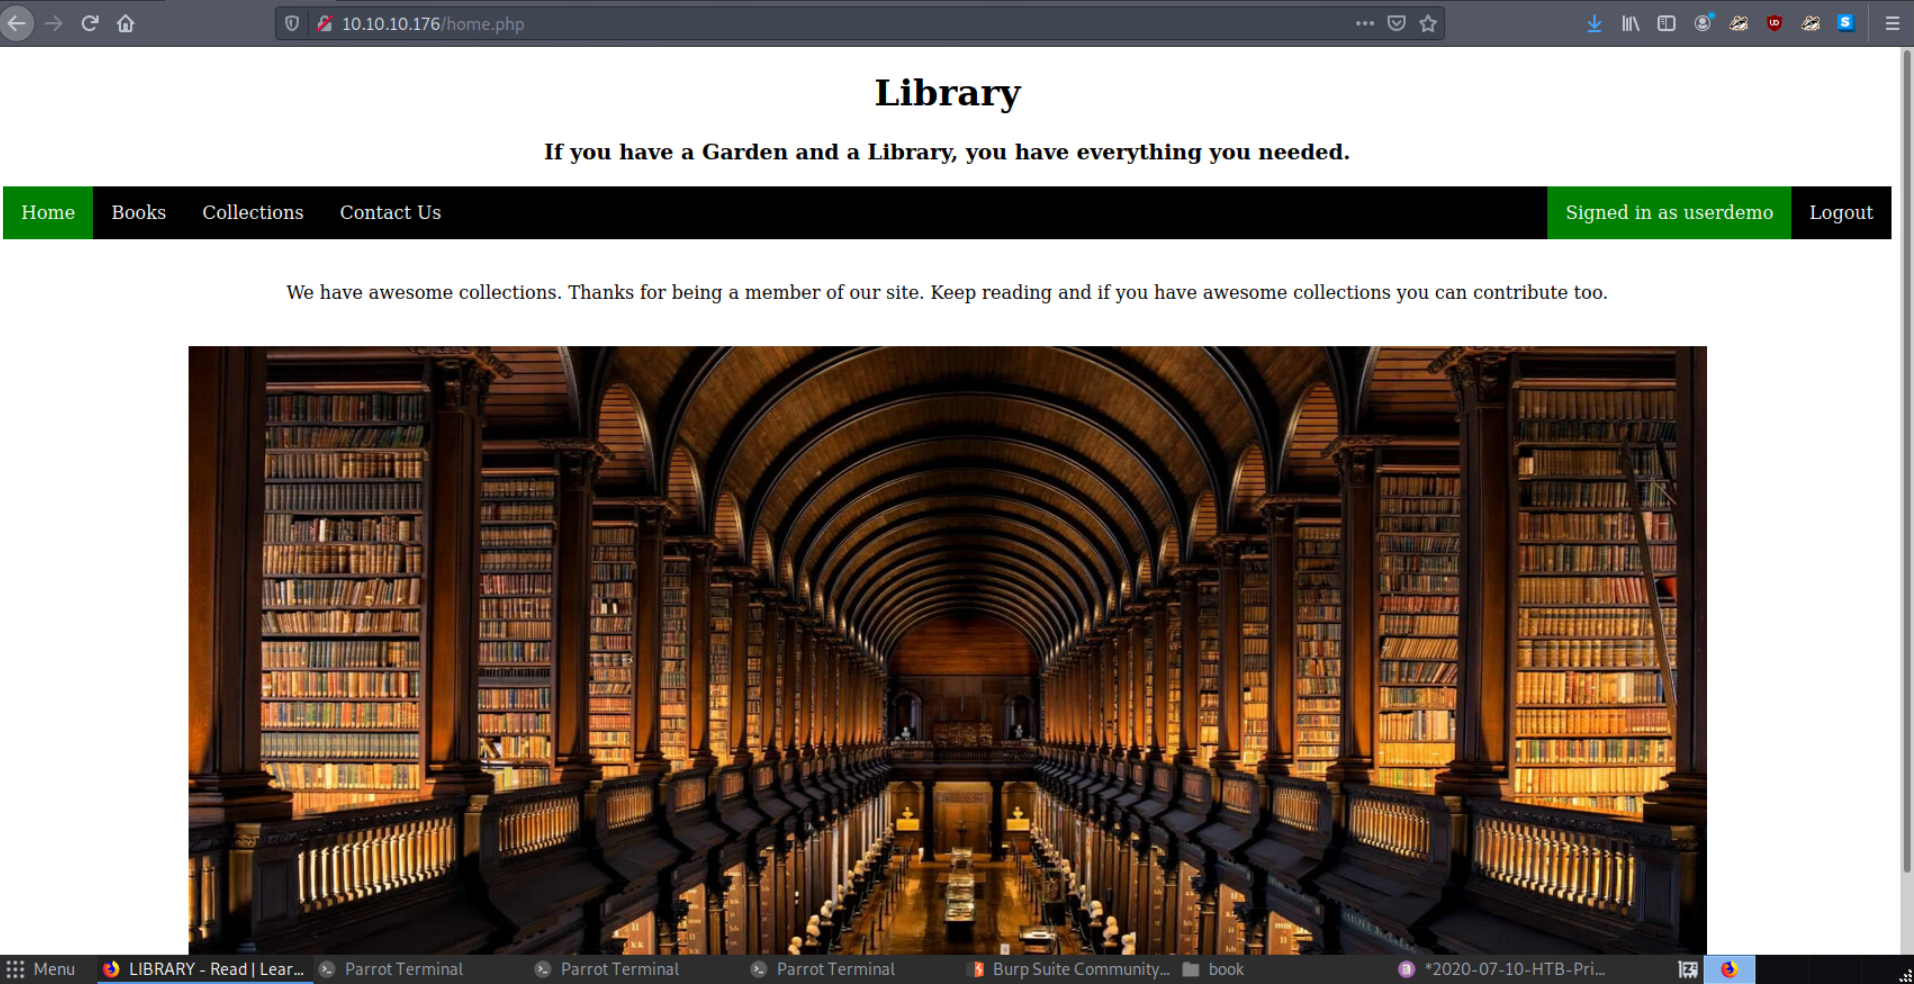 10.10.10.176/home.php
Library
If you have a Garden and a Library, you have everything you needed.
Home Books Collections Contact Us Signed in as userdemo Logout
We have awesome collections. Thanks for being a member of our site. Keep reading and if you have awesome collections you can contribute too.
Menu LIBRARY - Read | Lear... Parrot Terminal Parrot Terminal Parrot Terminal Burp Suite Community... book *2020-07-10-HTB-Pri...